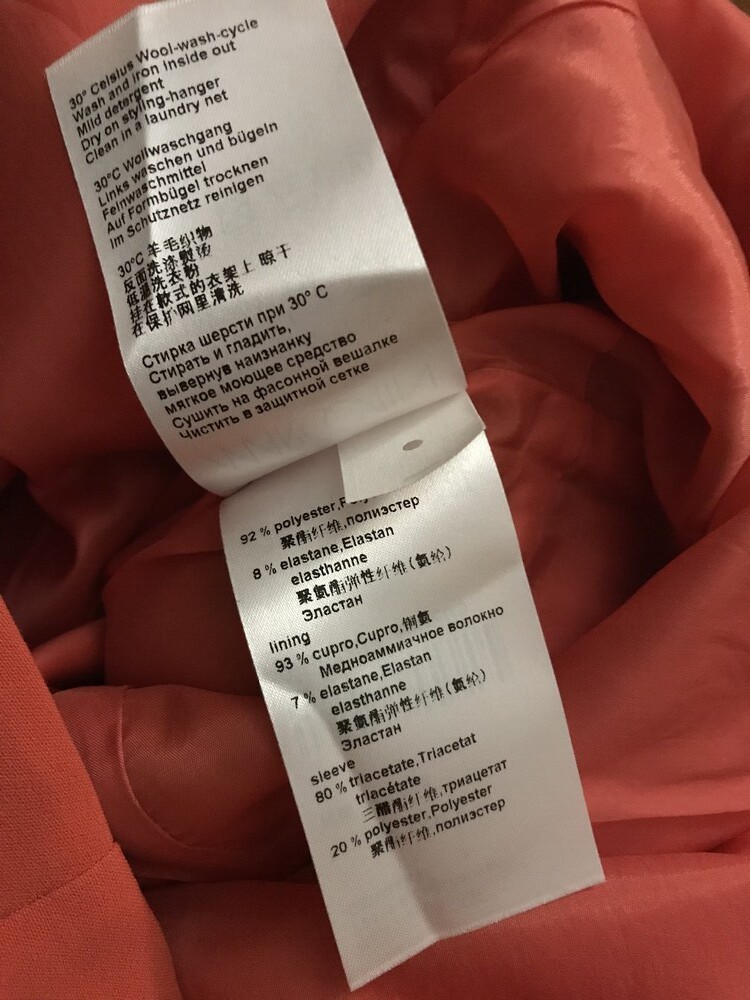 30° Celsius Wool-wash-cycle
Wash and iron inside out
Mild detergent
Dry on styling-hanger
Clean in a laundry net
30°C Wollwaschgang
Links waschen und bügeln
Feinwaschmittel
Auf Formbügel trocknen
im Schutznetz reinigen
30°C 羊毛织物
反面洗涤熨烫
低温洗衣粉
挂在款式的衣架上 晾干
在保护网里清洗
Стирка шерсти при 30° C
Стирать и гладить,
вывернув наизнанку
мягкое моющее средство
Сушить на фасонной вешалке
Чистить в защитной сетке
92 % polyester,
聚酯纤维,полиэстер
8 % elastane,Elastan
elasthanne
聚氨酯弹性纤维(氨纶)
Эластан
lining
93 % cupro,Cupro,铜氨
Медноаммиачное волокно
7 % elastane,Elastan
elasthanne
聚氨酯弹性纤维(氨纶)
Эластан
sleeve
80 % triacetate,Triacetat
triacétate
三醋酯纤维,триацетат
20 % polyester,Polyester
聚酯纤维,полиэстер